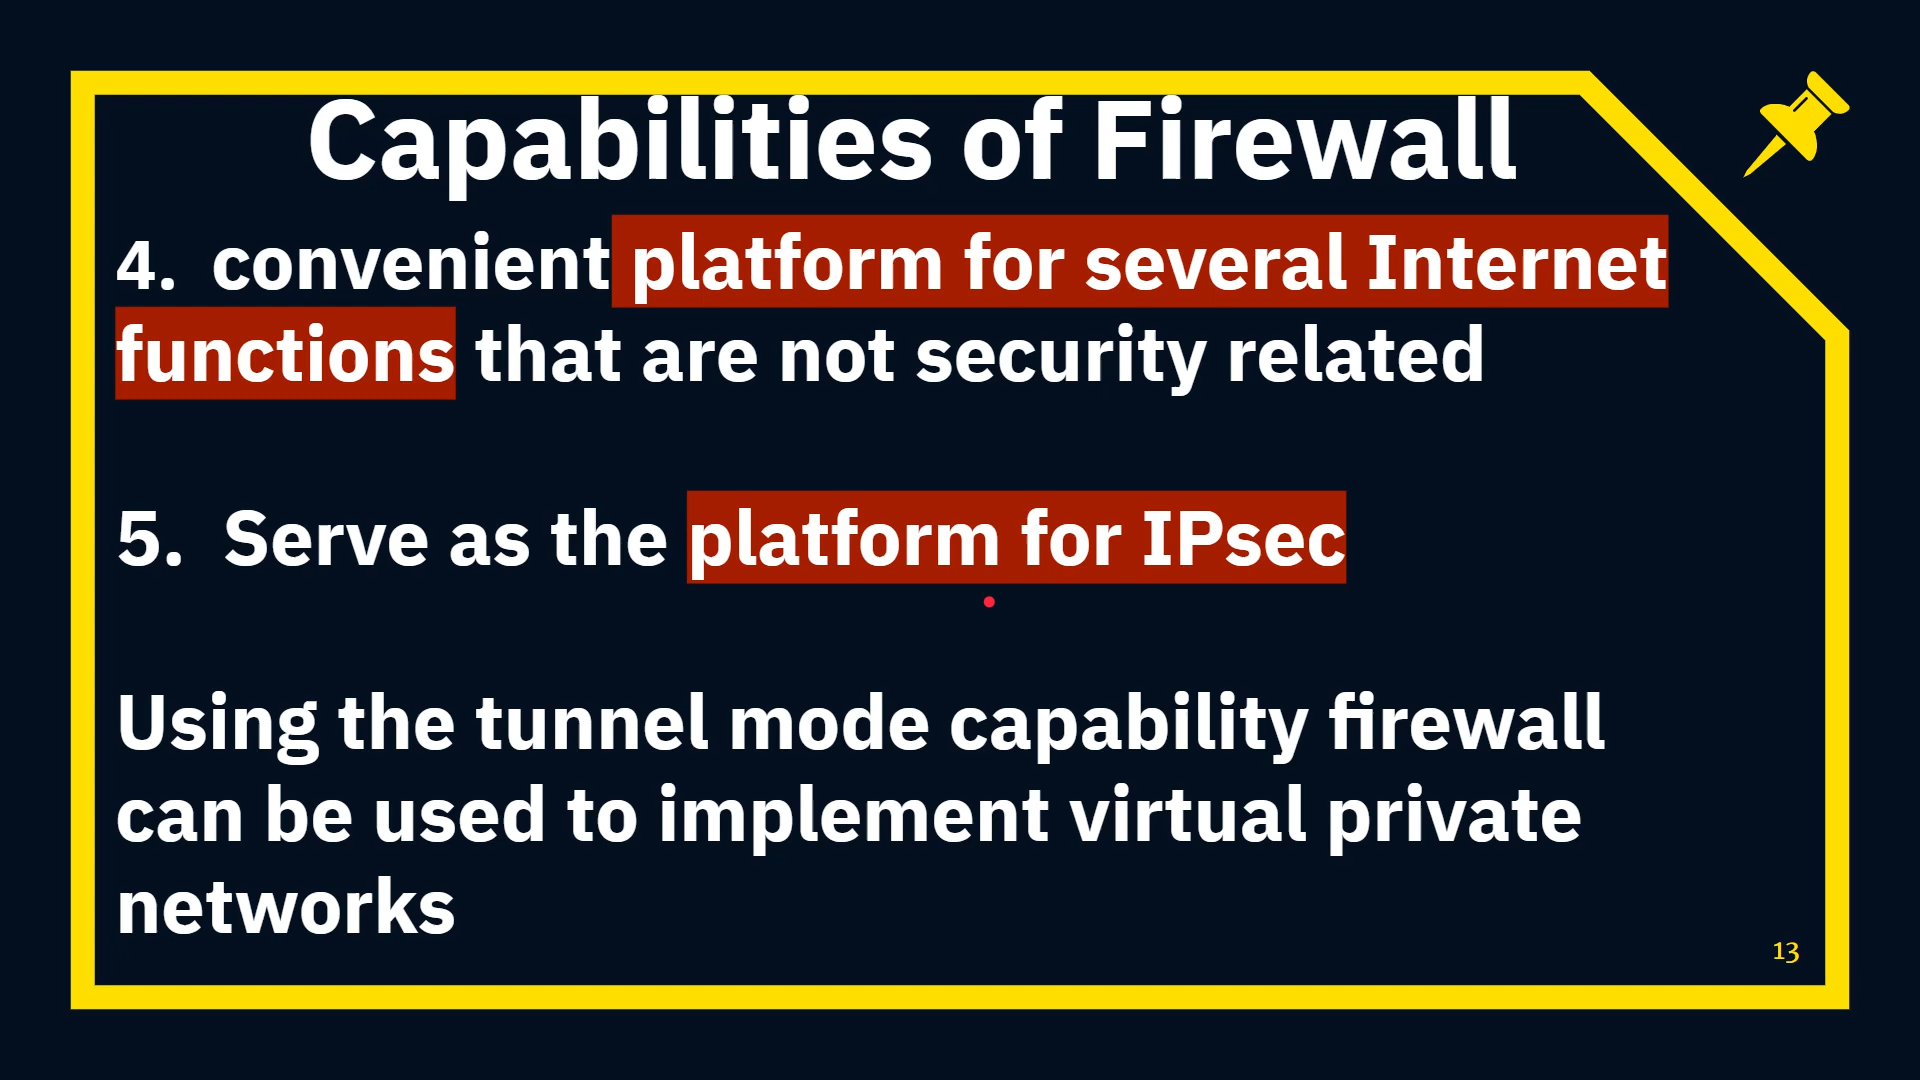 Capabilities of Firewall
4. convenient platform for several Internet
functions that are not security related
5. Serve as the platform for IPsec
Using the tunnel mode capability firewall
can be used to implement virtual private
networks
13